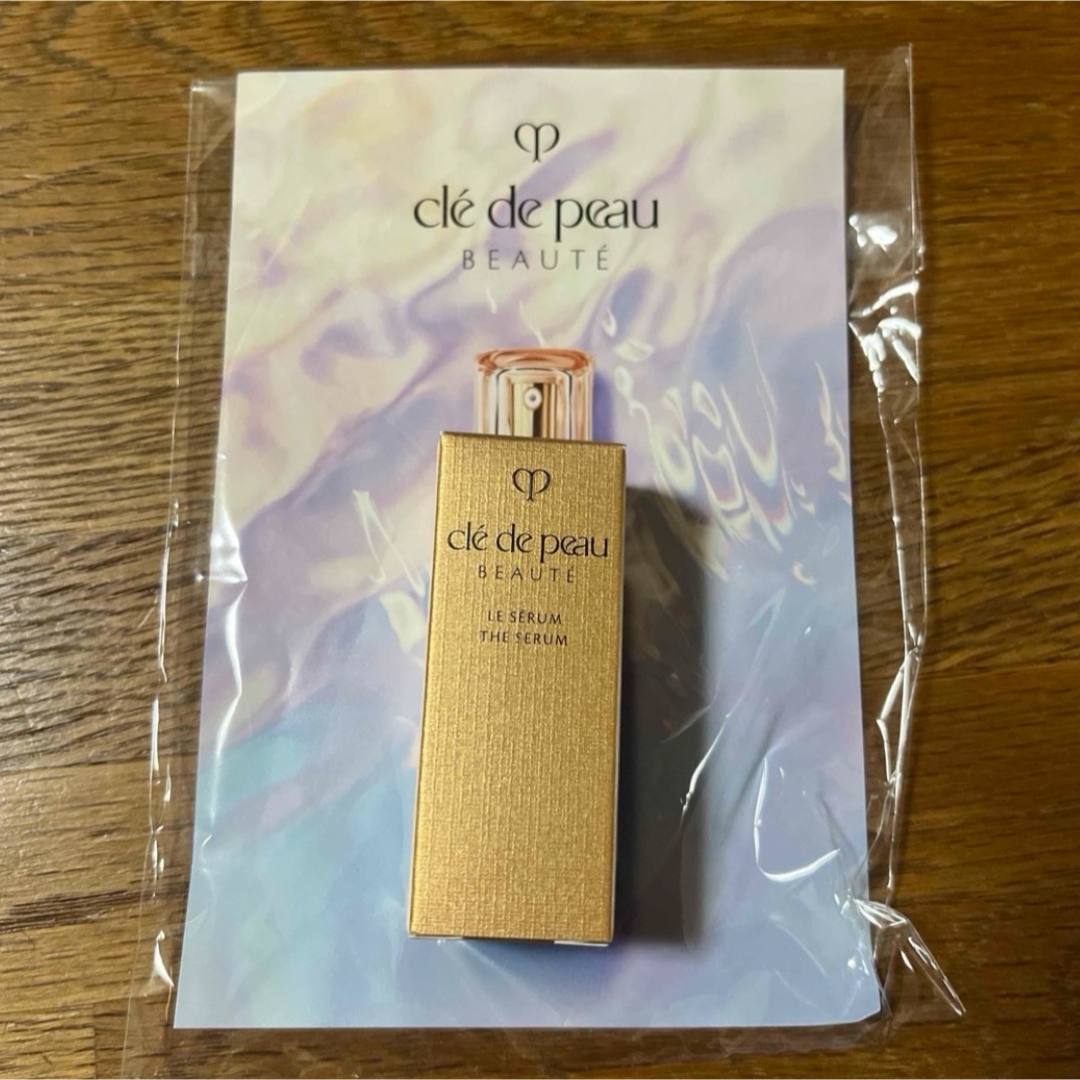 clé de peau
BEAUTÉ
clé de peau
BEAUTÉ
LE SÉRUM
THE SERUM